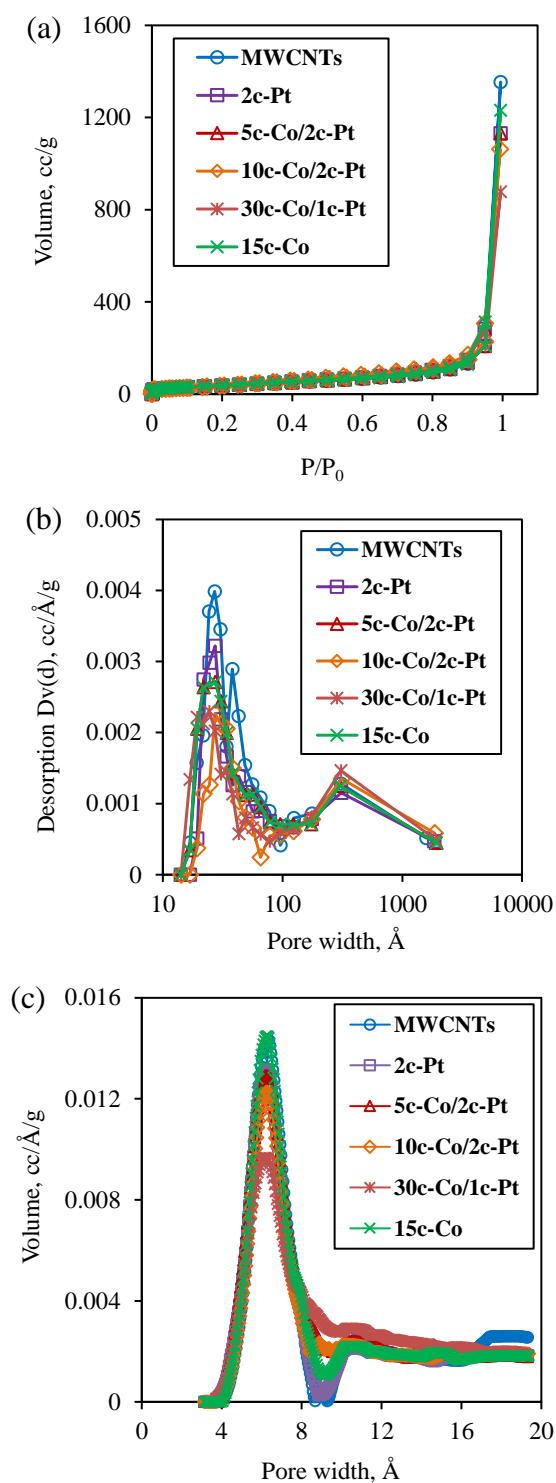 (a)
1600
1200
800
400
0
Volume, cc/g
MWCNTs
2c-Pt
5c-Co/2c-Pt
10c-Co/2c-Pt
30c-Co/1c-Pt
15c-Co
0 0.2 0.4 0.6 0.8 1
P/P0
(b)
0.005
0.004
0.003
0.002
0.001
0
Desorption Dv(d), cc/Å/g
MWCNTs
2c-Pt
5c-Co/2c-Pt
10c-Co/2c-Pt
30c-Co/1c-Pt
15c-Co
10 100 1000 10000
Pore width, Å
(c)
0.016
0.012
0.008
0.004
0
Volume, cc/Å/g
MWCNTs
2c-Pt
5c-Co/2c-Pt
10c-Co/2c-Pt
30c-Co/1c-Pt
15c-Co
0 4 8 12 16 20
Pore width, Å